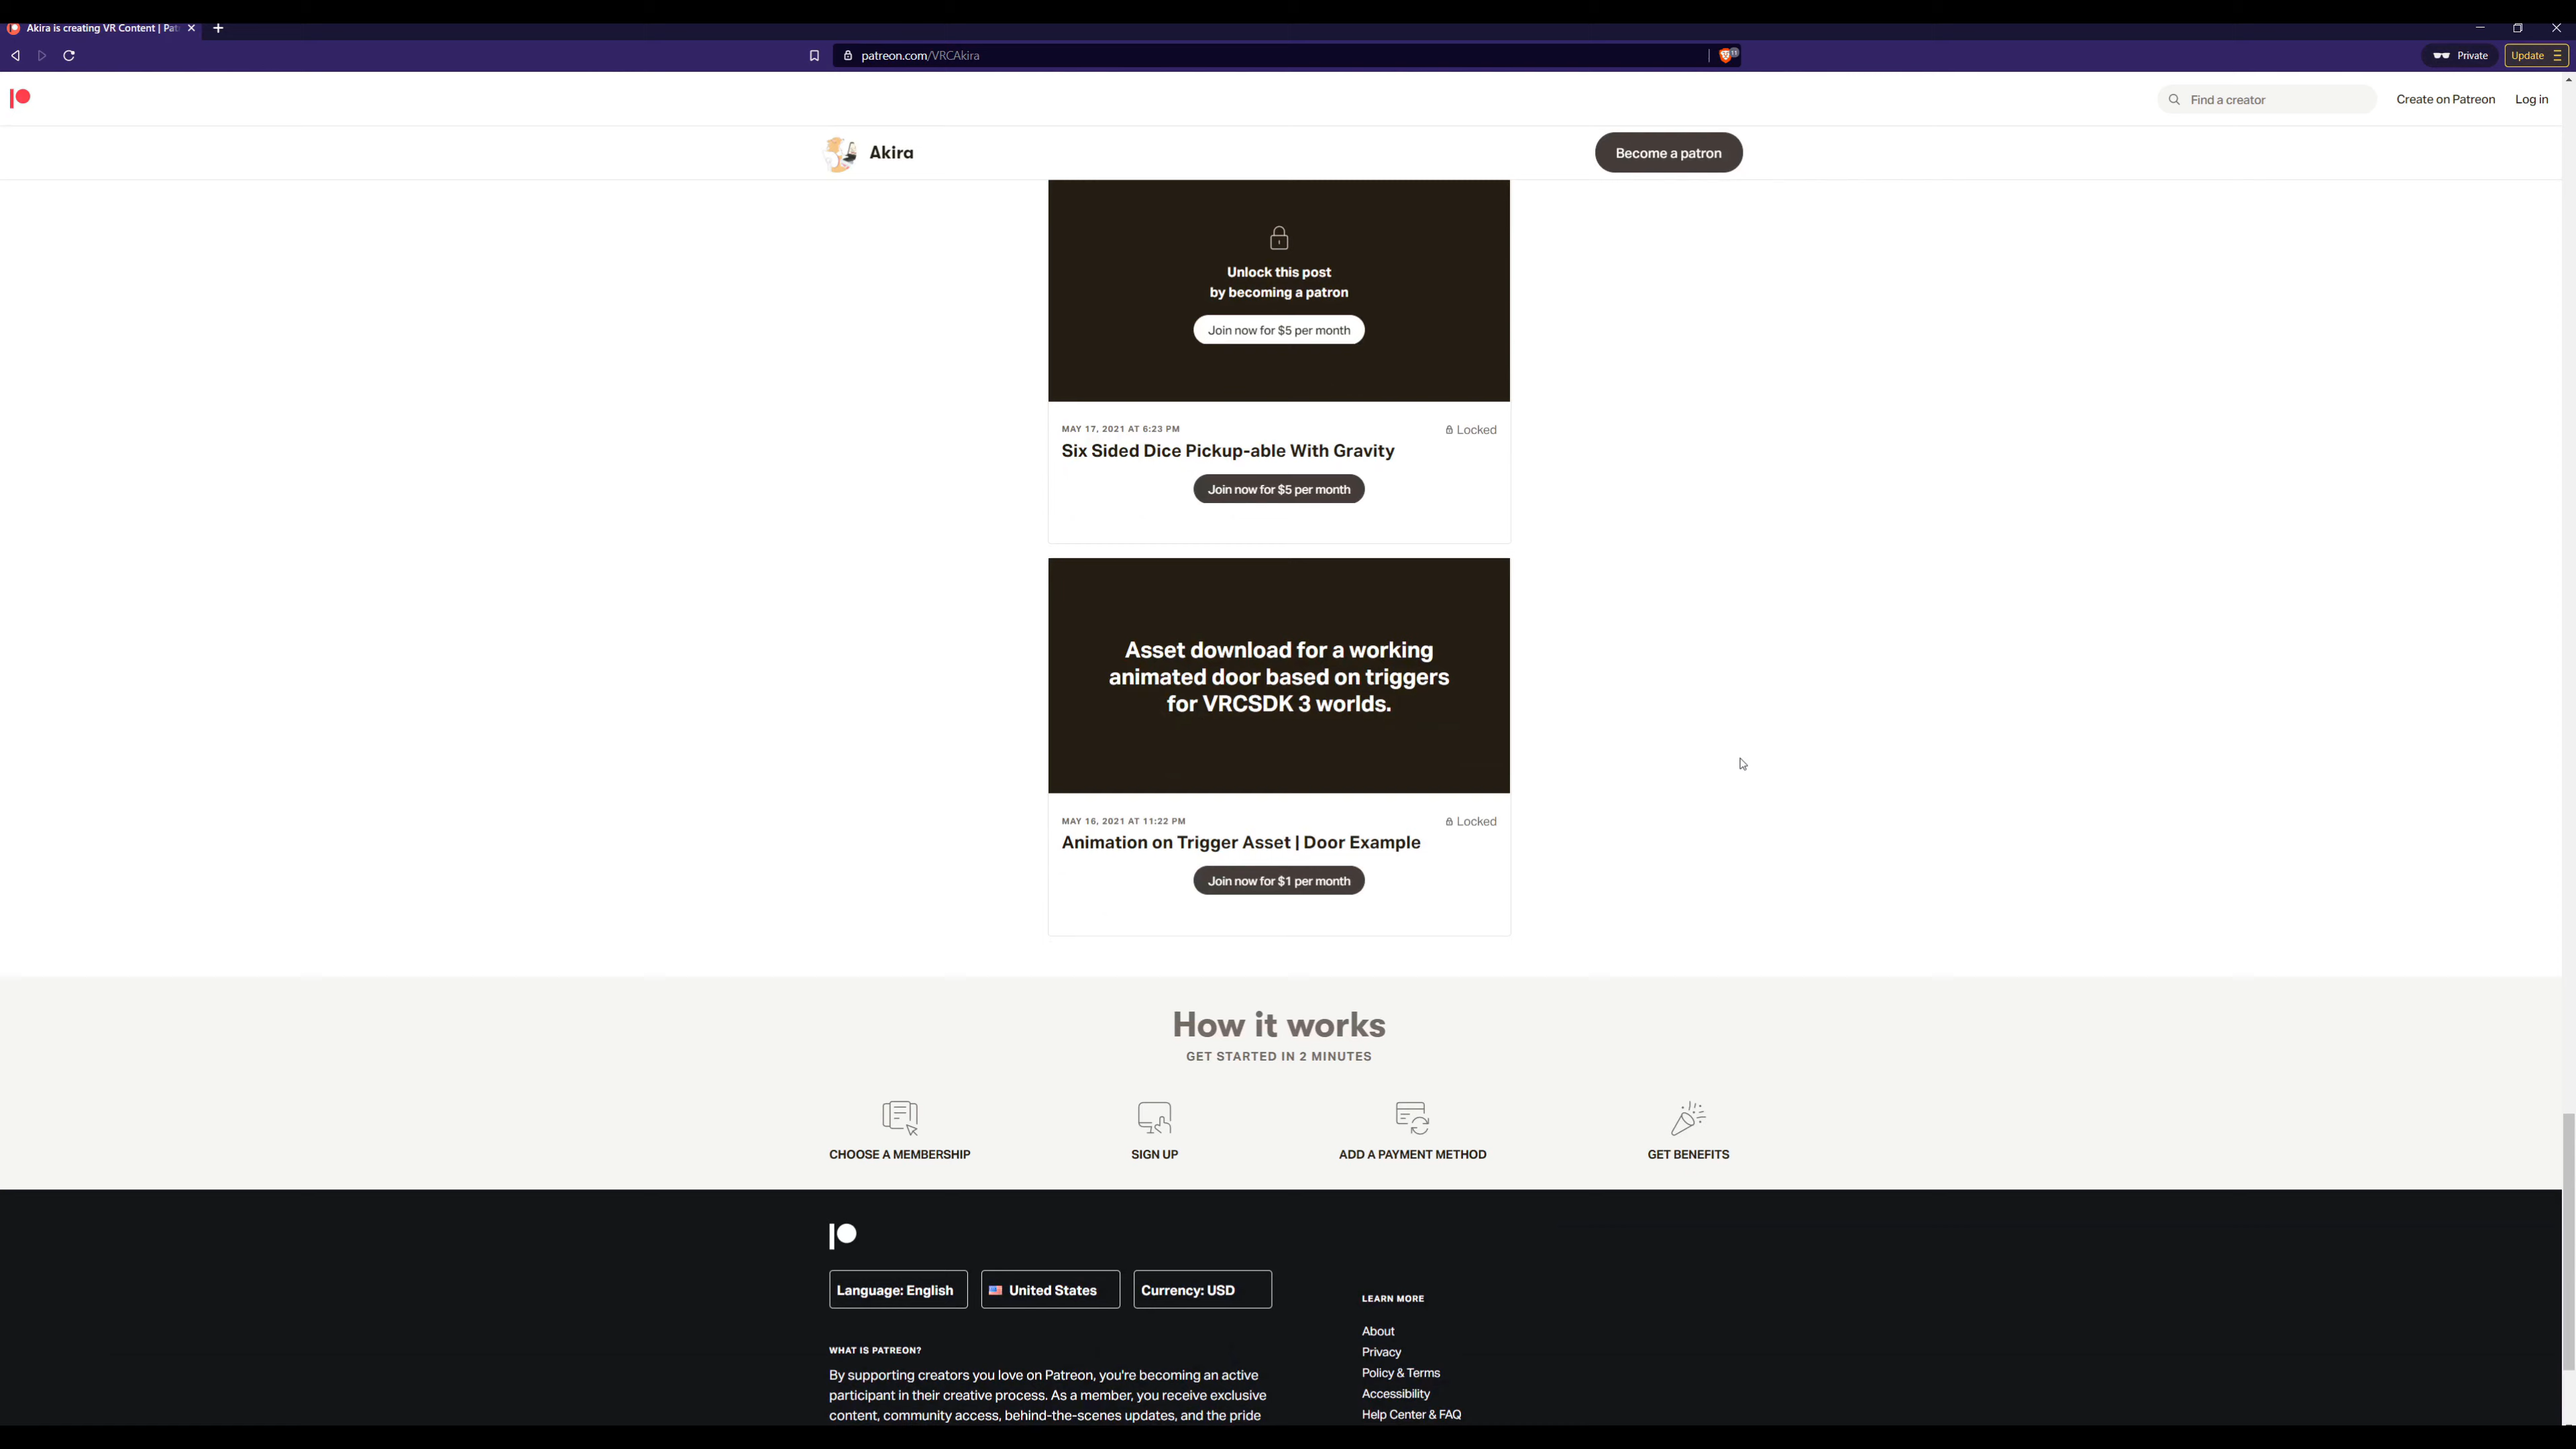 Akira is creating VR Content | Pat
patreon.com/VRCAkira
11
Private
Update
Find a creator
Create on Patreon
Log in
Akira
Become a patron
Unlock this post
by becoming a patron
Join now for $5 per month
MAY 17, 2021 AT 6:23 PM
Locked
Six Sided Dice Pickup-able With Gravity
Join now for $5 per month
Asset download for a working
animated door based on triggers
for VRCSDK 3 worlds.
MAY 16, 2021 AT 11:22 PM
Locked
Animation on Trigger Asset | Door Example
Join now for $1 per month
How it works
GET STARTED IN 2 MINUTES
CHOOSE A MEMBERSHIP
SIGN UP
ADD A PAYMENT METHOD
GET BENEFITS
Language: English
United States
Currency: USD
LEARN MORE
About
Privacy
Policy & Terms
Accessibility
Help Center & FAQ
WHAT IS PATREON?
By supporting creators you love on Patreon, you're becoming an active
participant in their creative process. As a member, you receive exclusive
content, community access, behind-the-scenes updates, and the pride